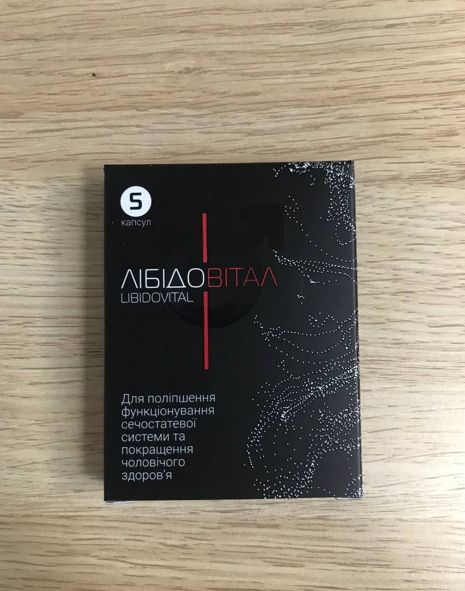 5
капсул
ЛІБІДОВІТАЛ
LIBIDOVITAL
Для поліпшення
функціонування
сечостатевої
системи та
покращення
чоловічого
здоров'я